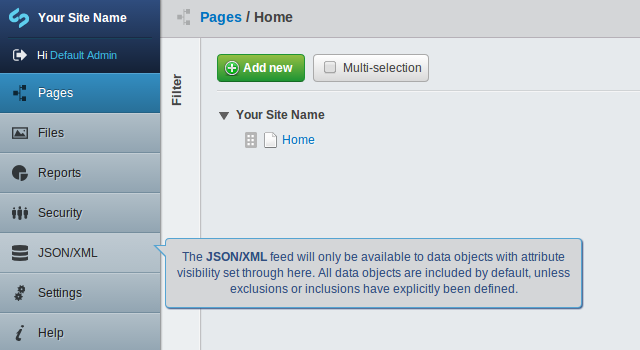 Your Site Name
Hi Default Admin
Pages
Files
Reports
Security
JSON/XML
Settings
Help
Pages / Home
Filter
Add new
Multi-selection
Your Site Name
Home
The JSON/XML feed will only be available to data objects with attribute
visibility set through here. All data objects are included by default, unless
exclusions or inclusions have explicitly been defined.